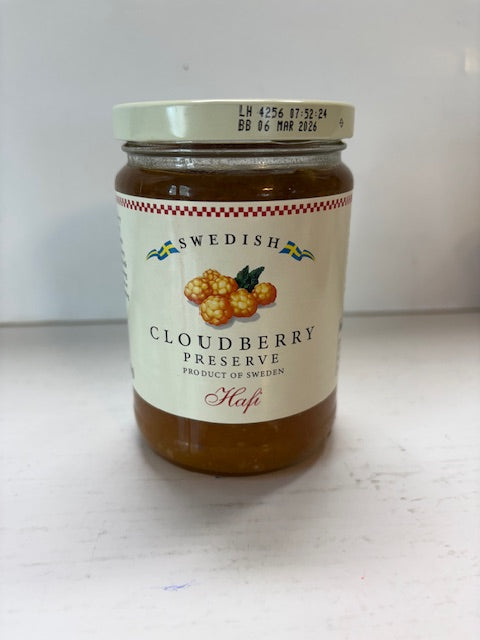 LH 4256 07:52:24
BB 06 MAR 2026
SWEDISH
CLOUDBERRY
PRESERVE
PRODUCT OF SWEDEN
Hafi